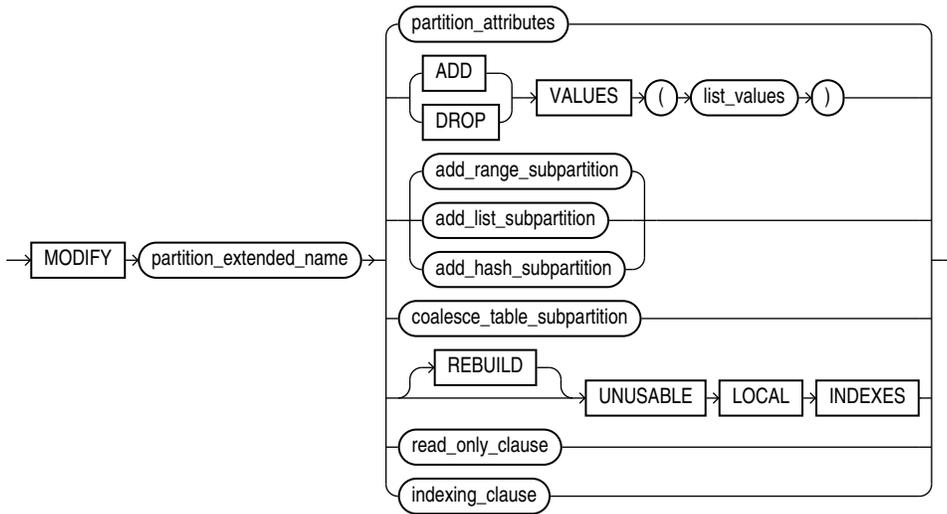 partition_attributes
ADD
DROP
VALUES ( list_values )
add_range_subpartition
add_list_subpartition
add_hash_subpartition
MODIFY partition_extended_name
coalesce_table_subpartition
REBUILD
UNUSABLE LOCAL INDEXES
read_only_clause
indexing_clause